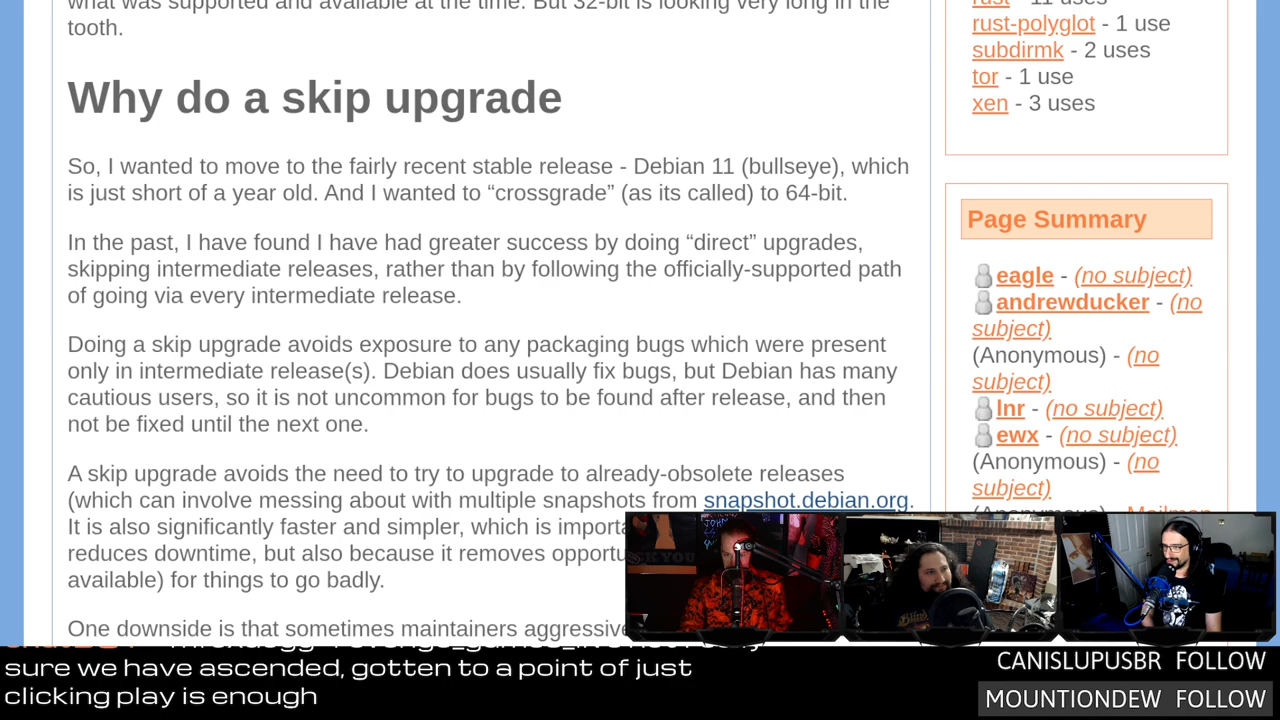 what was supported and available at the time. But 32-bit is looking very long in the
tooth.
Why do a skip upgrade
So, I wanted to move to the fairly recent stable release - Debian 11 (bullseye), which
is just short of a year old. And I wanted to “crossgrade” (as its called) to 64-bit.
In the past, I have found I have had greater success by doing “direct” upgrades,
skipping intermediate releases, rather than by following the officially-supported path
of going via every intermediate release.
Doing a skip upgrade avoids exposure to any packaging bugs which were present
only in intermediate release(s). Debian does usually fix bugs, but Debian has many
cautious users, so it is not uncommon for bugs to be found after release, and then
not be fixed until the next one.
A skip upgrade avoids the need to try to upgrade to already-obsolete releases
(which can involve messing about with multiple snapshots from snapshot.debian.org.
It is also significantly faster and simpler, which is importa
reduces downtime, but also because it removes opportu
available) for things to go badly.
One downside is that sometimes maintainers aggressive
rust - 11 uses
rust-polyglot - 1 use
subdirmk - 2 uses
tor - 1 use
xen - 3 uses
Page Summary
eagle - (no subject)
andrewducker - (no
subject)
(Anonymous) - (no
subject)
lnr - (no subject)
ewx - (no subject)
(Anonymous) - (no
subject)
sure we have ascended, gotten to a point of just
clicking play is enough
CANISLUPUSBR FOLLOW
MOUNTIONDEW FOLLOW